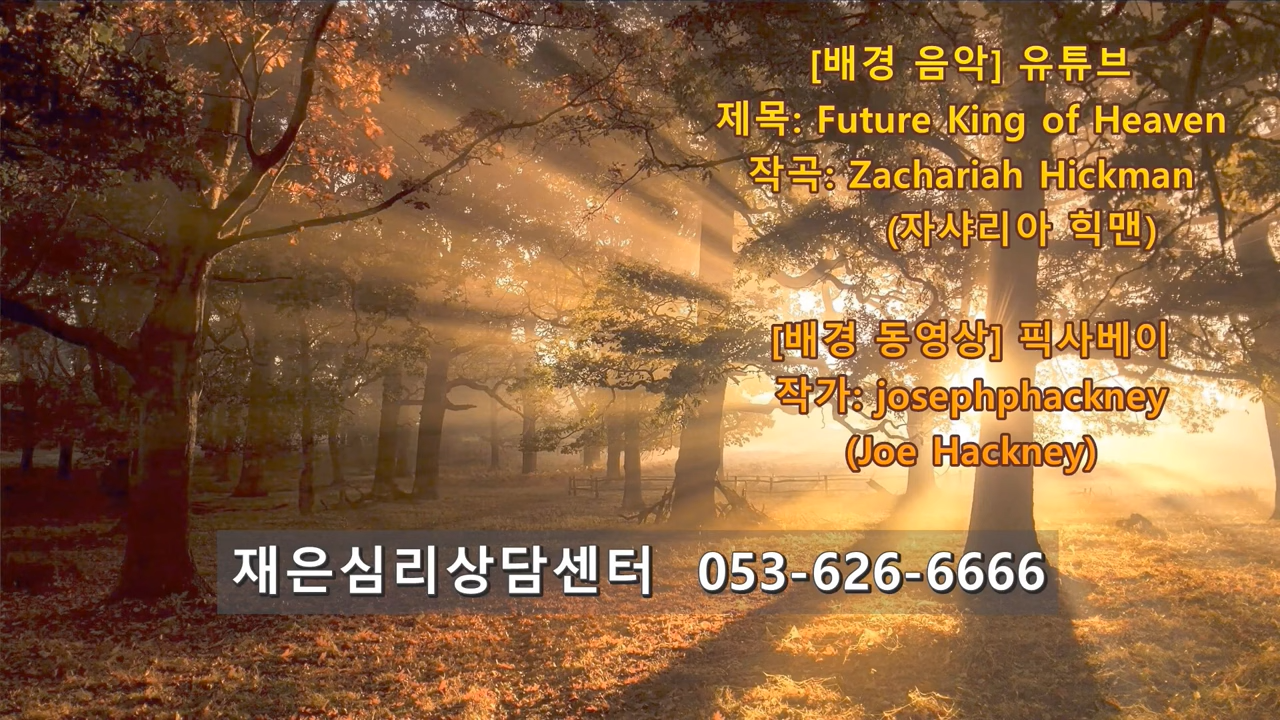 [배경 음악] 유튜브
제목: Future King of Heaven
작곡: Zachariah Hickman
(자샤리아 힉맨)
[배경 동영상] 픽사베이
작가: josephphackney
(Joe Hackney)
재은심리상담센터 053-626-6666